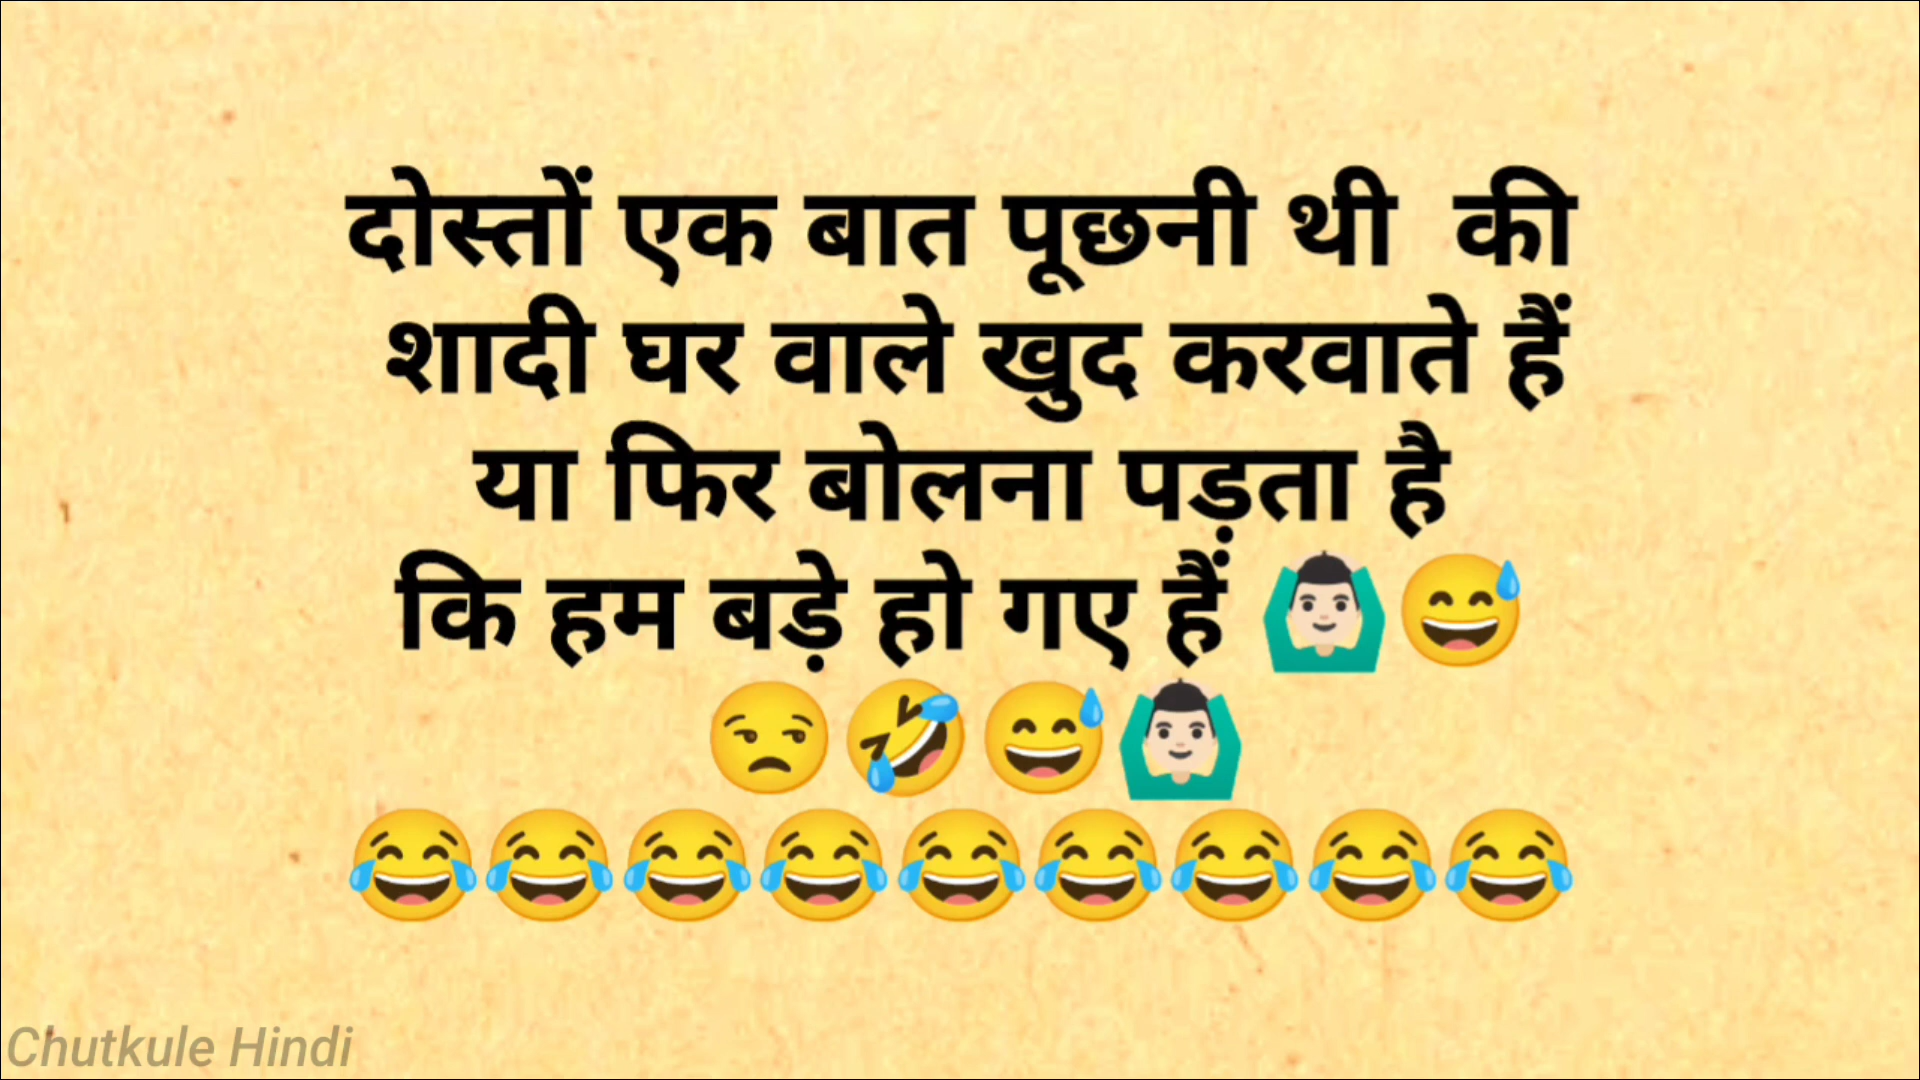 दोस्तों एक बात पूछनी थी की
शादी घर वाले खुद करवाते हैं
या फिर बोलना पड़ता है
कि हम बड़े हो गए हैं 🙆🏻‍♂️😅
😒🤣😅🙆🏻‍♂️
😂😂😂😂😂😂😂😂😂
Chutkule Hindi